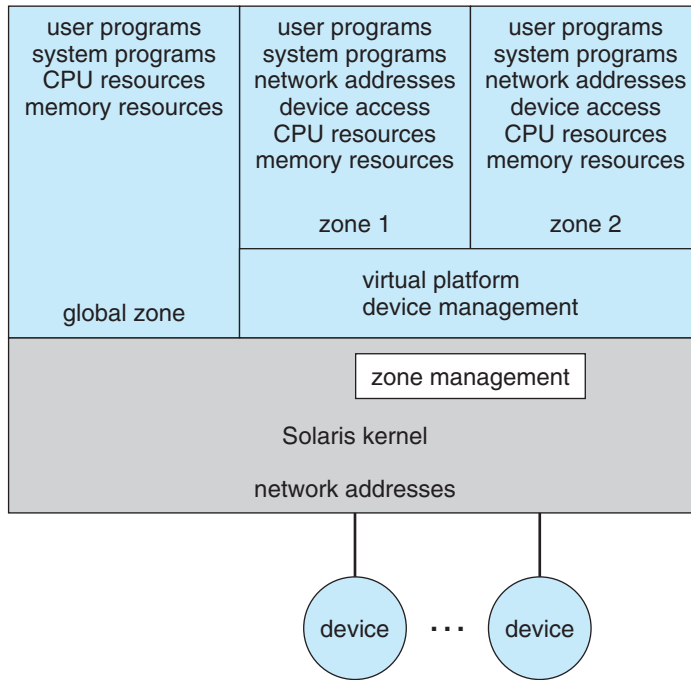 user programs
system programs
CPU resources
memory resources
global zone
user programs
system programs
network addresses
device access
CPU resources
memory resources
zone 1
user programs
system programs
network addresses
device access
CPU resources
memory resources
zone 2
virtual platform
device management
zone management
Solaris kernel
network addresses
device
...
device